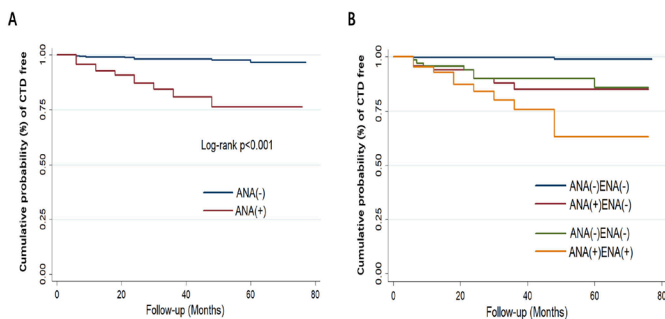 A
Cumulative probability (%) of CTD free
1.00
0.75
0.50
0.25
0.00
Log-rank p<0.001
ANA(-)
ANA(+)
0 20 40 60 80
Follow-up (Months)
B
Cumulative probability (%) of CTD free
1.00
0.75
0.50
0.25
0.00
ANA(-)ENA(-)
ANA(+)ENA(-)
ANA(-)ENA(-)
ANA(+)ENA(+)
0 20 40 60 80
Follow-up (Months)